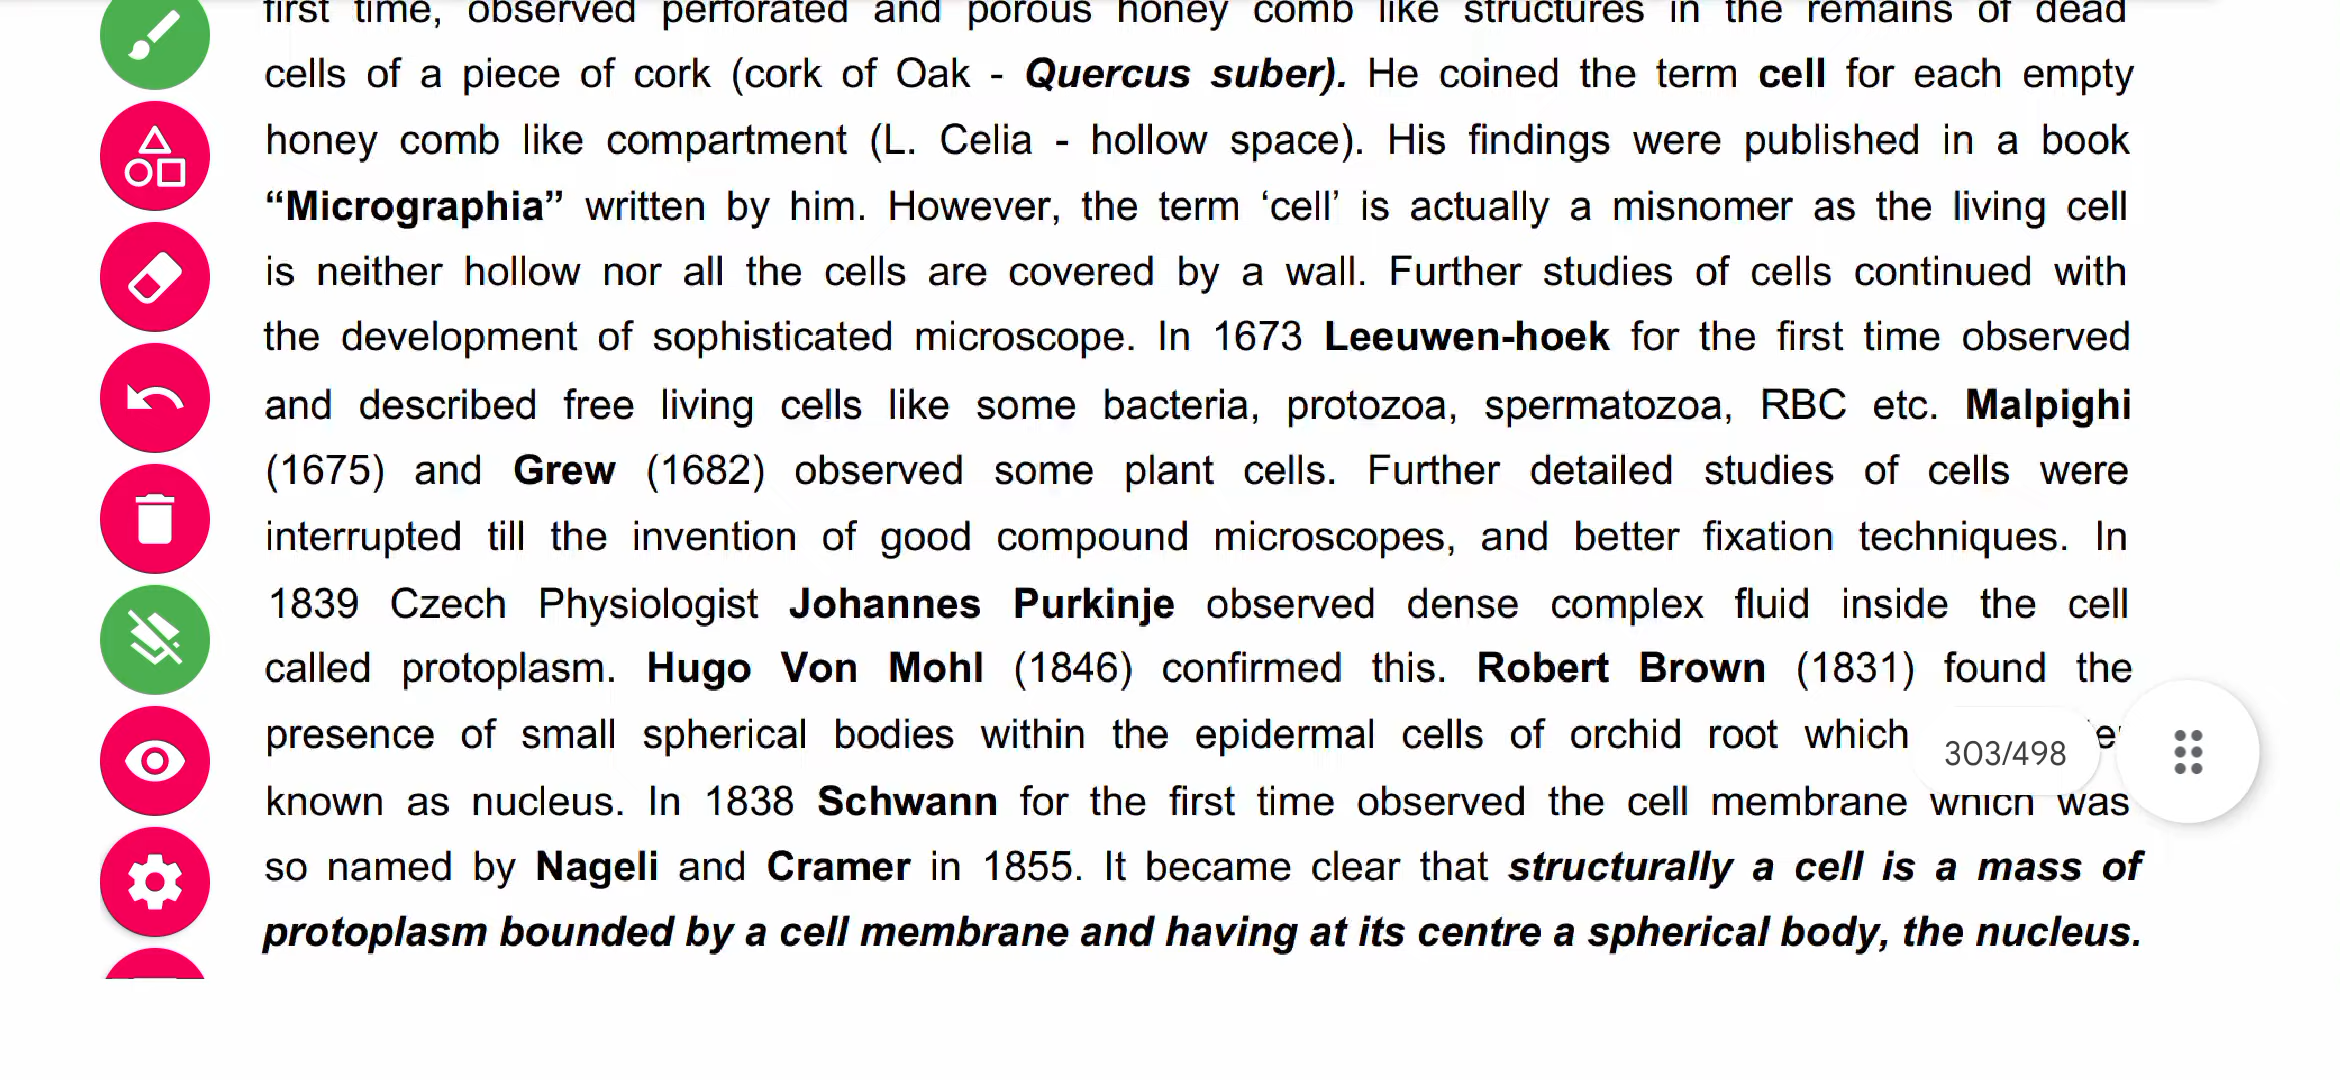 first time, observed perforated and porous honey comb like structures in the remains of dead
cells of a piece of cork (cork of Oak - Quercus suber). He coined the term cell for each empty
honey comb like compartment (L. Celia - hollow space). His findings were published in a book
“Micrographia” written by him. However, the term ‘cell’ is actually a misnomer as the living cell
is neither hollow nor all the cells are covered by a wall. Further studies of cells continued with
the development of sophisticated microscope. In 1673 Leeuwen-hoek for the first time observed
and described free living cells like some bacteria, protozoa, spermatozoa, RBC etc. Malpighi
(1675) and Grew (1682) observed some plant cells. Further detailed studies of cells were
interrupted till the invention of good compound microscopes, and better fixation techniques. In
1839 Czech Physiologist Johannes Purkinje observed dense complex fluid inside the cell
called protoplasm. Hugo Von Mohl (1846) confirmed this. Robert Brown (1831) found the
presence of small spherical bodies within the epidermal cells of orchid root which
303/498
known as nucleus. In 1838 Schwann for the first time observed the cell membrane which was
so named by Nageli and Cramer in 1855. It became clear that structurally a cell is a mass of
protoplasm bounded by a cell membrane and having at its centre a spherical body, the nucleus.